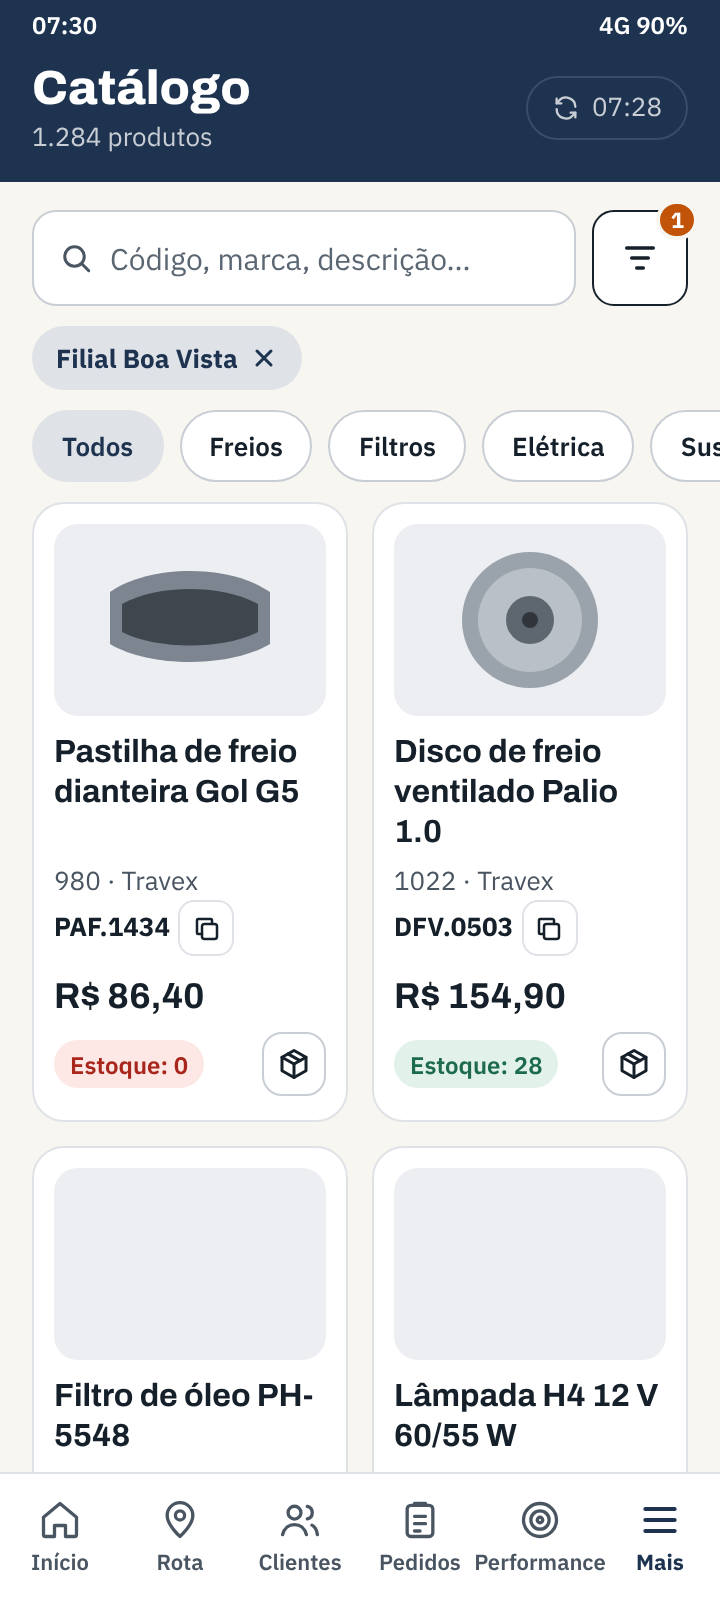 07:30
4G 90%
Catálogo
1.284 produtos
07:28
1
Código, marca, descrição...
Filial Boa Vista
Todos
Freios
Filtros
Elétrica
Sus
Pastilha de freio
dianteira Gol G5
980 · Travex
PAF.1434
R$ 86,40
Estoque: 0
Disco de freio
ventilado Palio
1.0
1022 · Travex
DFV.0503
R$ 154,90
Estoque: 28
Filtro de óleo PH-
5548
Lâmpada H4 12 V
60/55 W
Início
Rota
Clientes
Pedidos
Performance
Mais